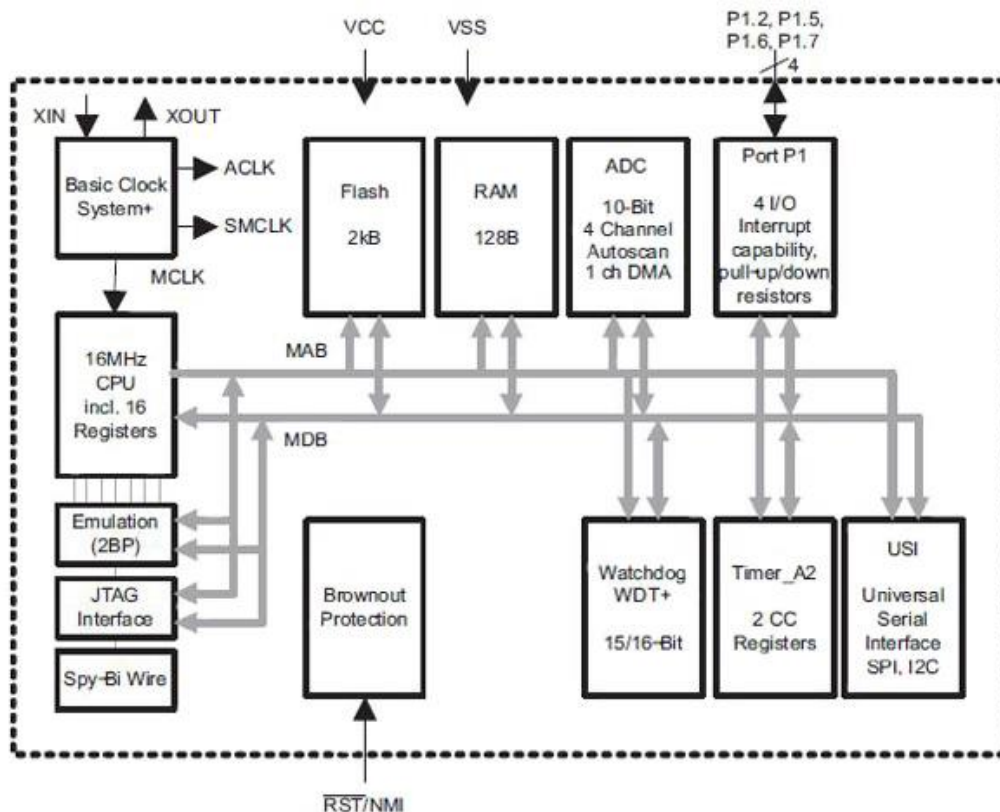 VCC
VSS
P1.2, P1.5,
P1.6, P1.7
4
XIN
XOUT
Basic Clock
System+
ACLK
SMCLK
MCLK
Flash
2kB
RAM
128B
ADC
10-Bit
4 Channel
Autoscan
1 ch DMA
Port P1
4 I/O
Interrupt
capability,
pull-up/down
resistors
16MHz
CPU
incl. 16
Registers
MAB
MDB
Emulation
(2BP)
JTAG
Interface
Spy-Bi Wire
Brownout
Protection
Watchdog
WDT+
15/16-Bit
Timer_A2
2 CC
Registers
USI
Universal
Serial
Interface
SPI, I2C
RST/NMI